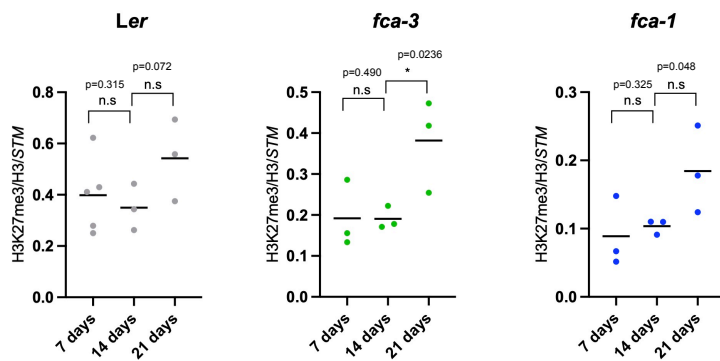 Ler
p=0.072
p=0.315
n.s
n.s
H3K27me3/H3/STM
0.8
0.6
0.4
0.2
0.0
7 days
14 days
21 days
fca-3
p=0.0236
p=0.490
*
n.s
H3K27me3/H3/STM
0.5
0.4
0.3
0.2
0.1
0.0
7 days
14 days
21 days
fca-1
p=0.048
p=0.325
n.s
n.s
H3K27me3/H3/STM
0.3
0.2
0.1
0.0
7 days
14 days
21 days